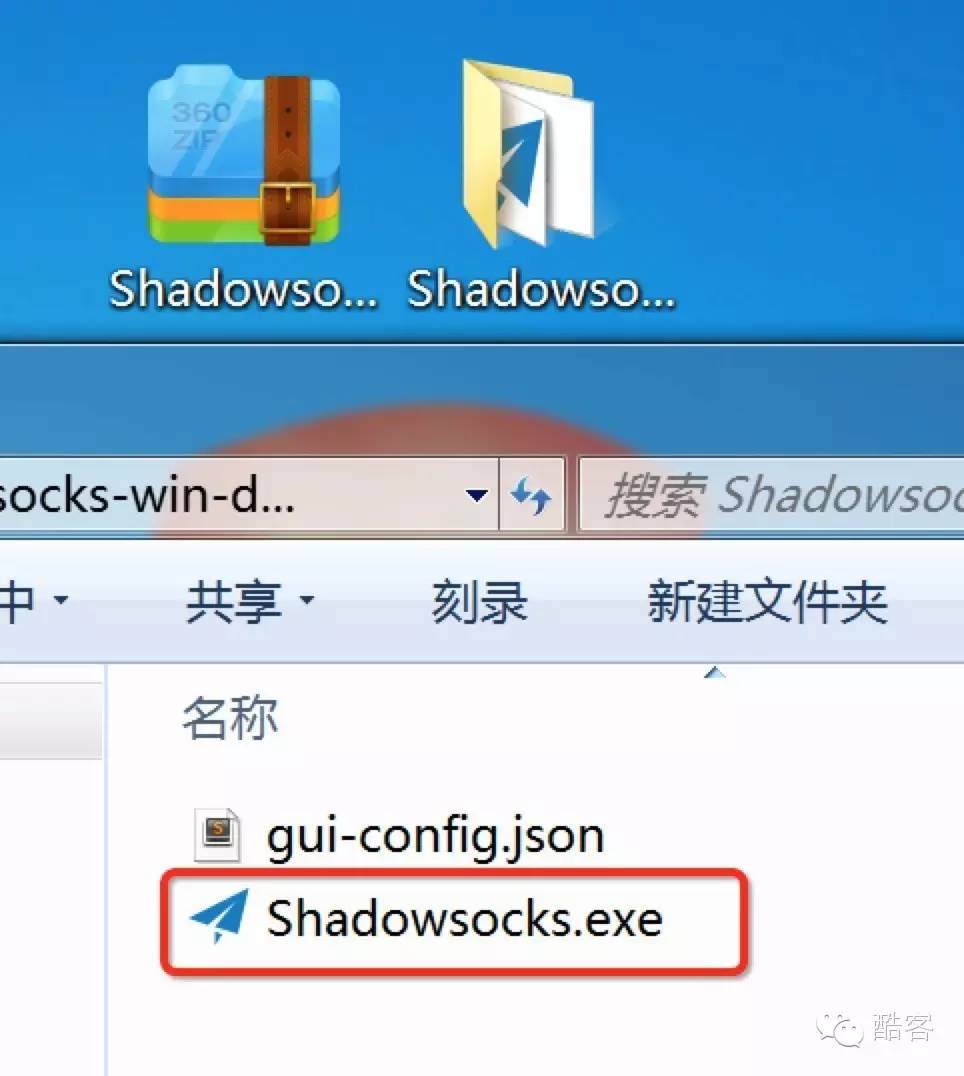 360
ZIP
Shadowso...
Shadowso...
socks-win-d...
搜索 Shadowsoc
中
共享
刻录
新建文件夹
名称
gui-config.json
Shadowsocks.exe
酷客